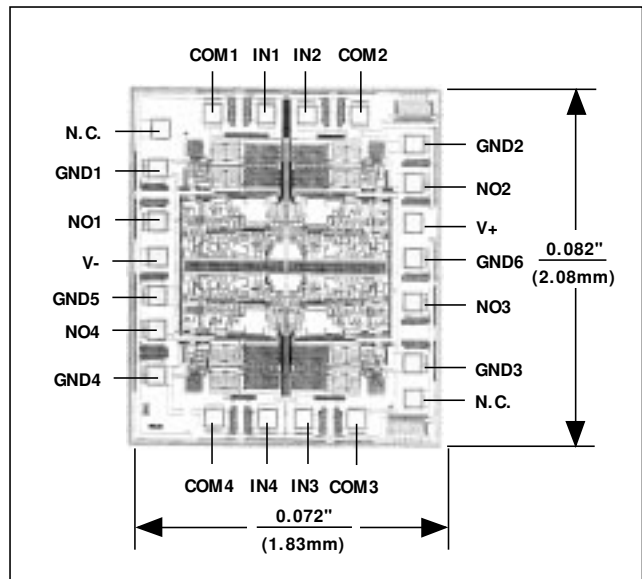 COM1 IN1 IN2 COM2
N.C.
GND1
NO1
V-
GND5
NO4
GND4
GND2
NO2
V+
GND6
NO3
GND3
N.C.
0.082"
(2.08mm)
COM4 IN4 IN3 COM3
0.072"
(1.83mm)